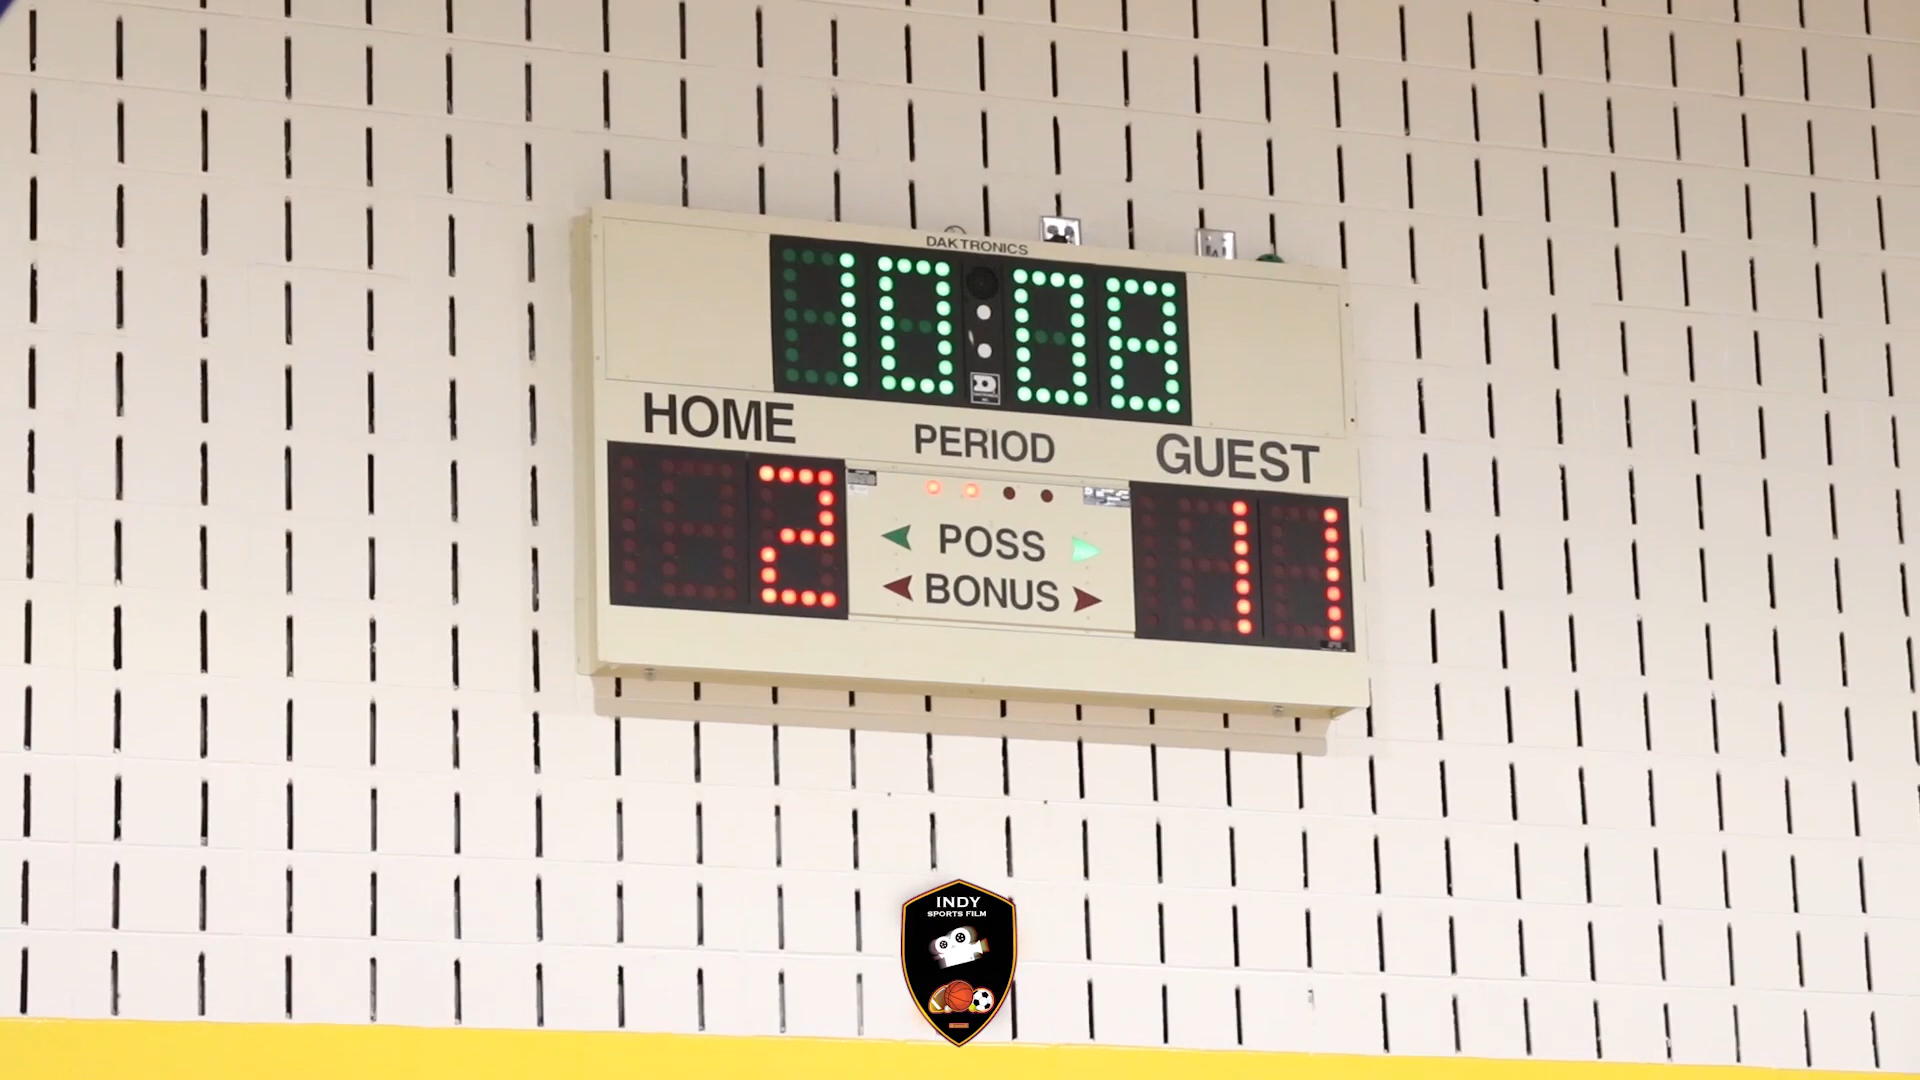 DAKTRONICS
10:08
HOME
PERIOD
GUEST
2
11
POSS
BONUS
INDY
SPORTS FILM